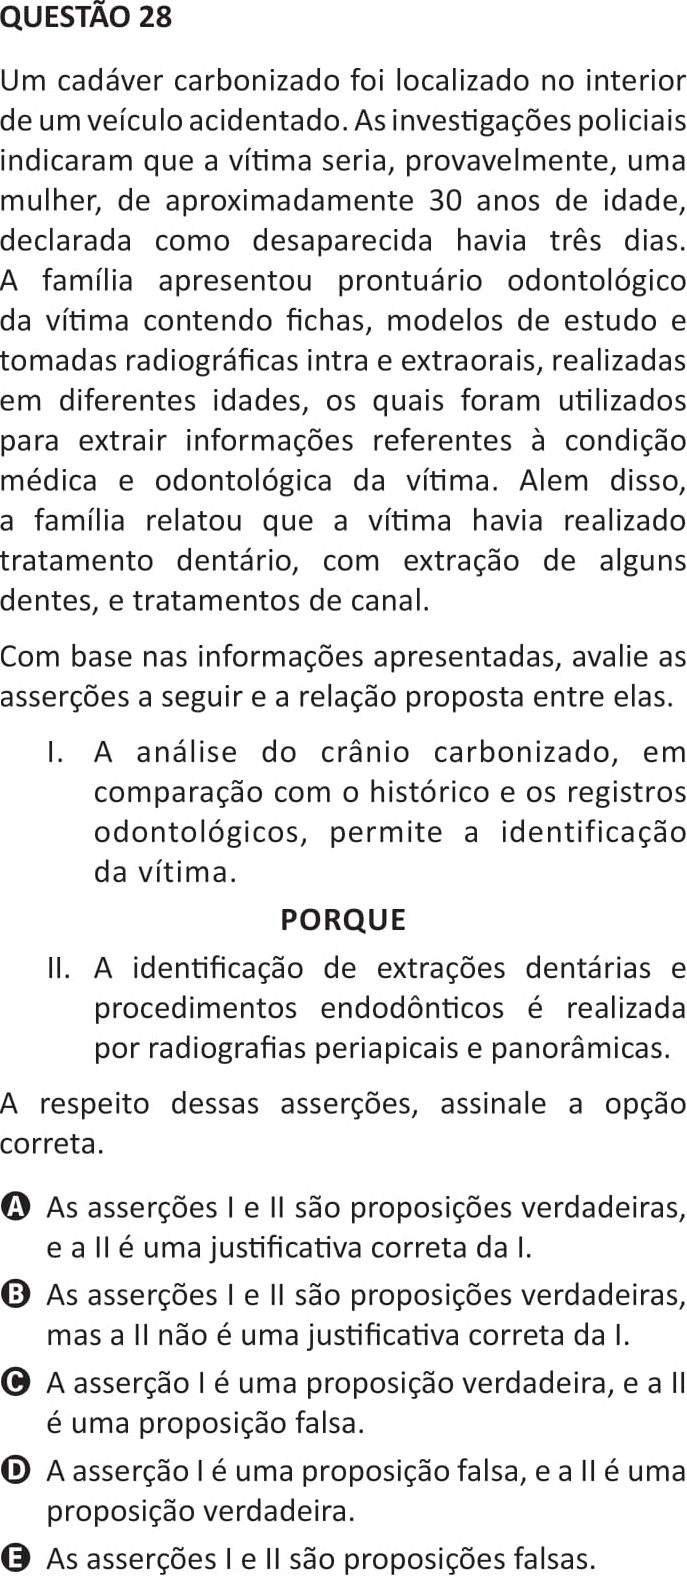 QUESTÃO 28
Um cadáver carbonizado foi localizado no interior
de um veículo acidentado. As investigações policiais
indicaram que a vítima seria, provavelmente, uma
mulher, de aproximadamente 30 anos de idade,
declarada como desaparecida havia três dias.
A família apresentou prontuário odontológico
da vítima contendo fichas, modelos de estudo e
tomadas radiográficas intra e extraorais, realizadas
em diferentes idades, os quais foram utilizados
para extrair informações referentes à condição
médica e odontológica da vítima. Alem disso,
a família relatou que a vítima havia realizado
tratamento dentário, com extração de alguns
dentes, e tratamentos de canal.
Com base nas informações apresentadas, avalie as
asserções a seguir e a relação proposta entre elas.
I. A análise do crânio carbonizado, em
comparação com o histórico e os registros
odontológicos, permite a identificação
da vítima.
PORQUE
II. A identificação de extrações dentárias e
procedimentos endodônticos é realizada
por radiografias periapicais e panorâmicas.
A respeito dessas asserções, assinale a opção
correta.
A As asserções I e II são proposições verdadeiras,
e a II é uma justificativa correta da I.
B As asserções I e II são proposições verdadeiras,
mas a II não é uma justificativa correta da I.
C A asserção I é uma proposição verdadeira, e a II
é uma proposição falsa.
D A asserção I é uma proposição falsa, e a II é uma
proposição verdadeira.
E As asserções I e II são proposições falsas.